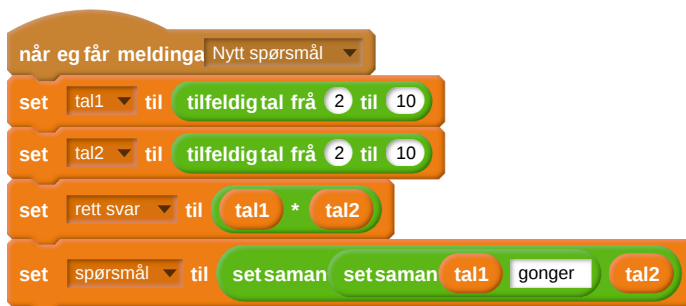 når eg får meldinga Nytt spørsmål
set tal1 til tilfeldig tal frå 2 til 10
set tal2 til tilfeldig tal frå 2 til 10
set rett svar til tal1 * tal2
set spørsmål til set saman set saman tal1 gonger tal2